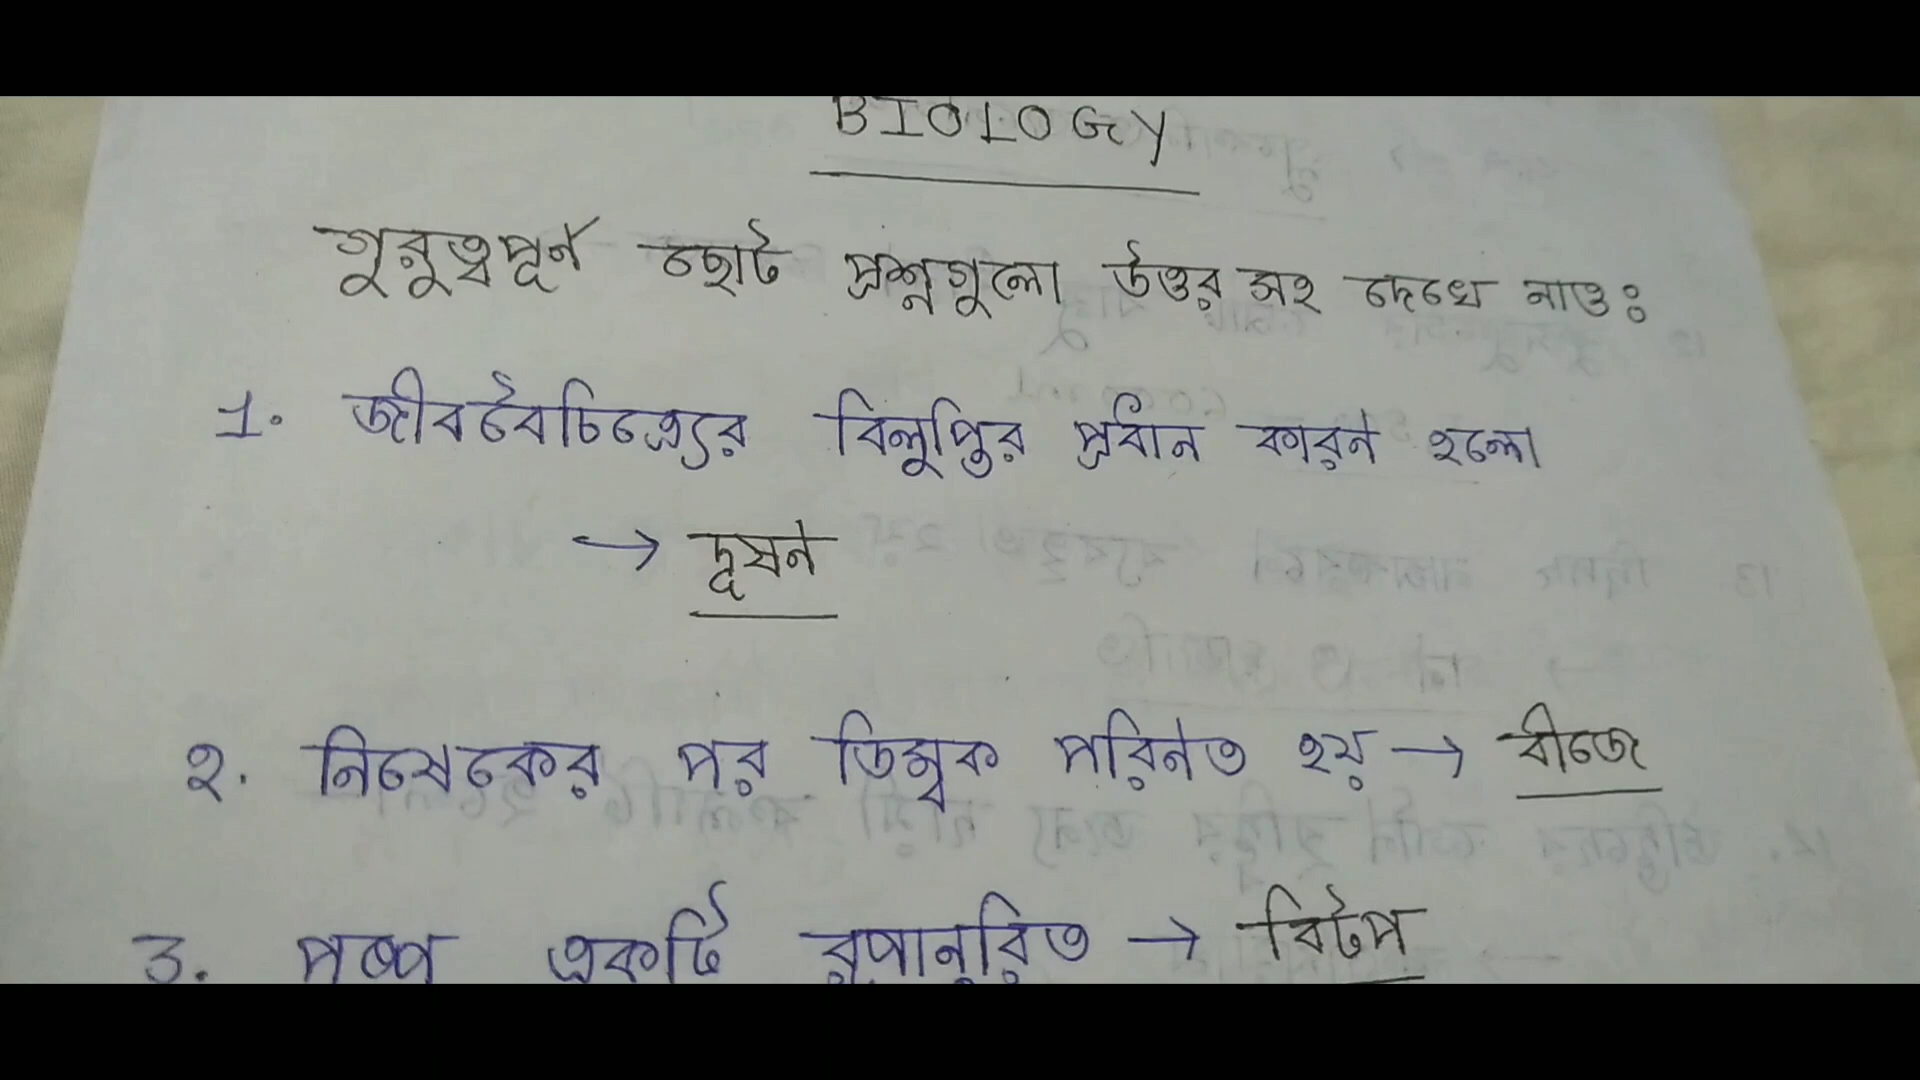 BIOLOGY
গুরুত্বপূর্ন ছোট প্রশ্নগুলো উত্তর সহ দেখে নাও :
1. জীববৈচিত্র্যের বিলুপ্তির প্রধান কারন হলো
→ দূষন
২. নিষেকের পর ডিম্বক পরিনত হয় → বীজে
3. পুষ্প একটি রূপান্তরিত → বিটপ